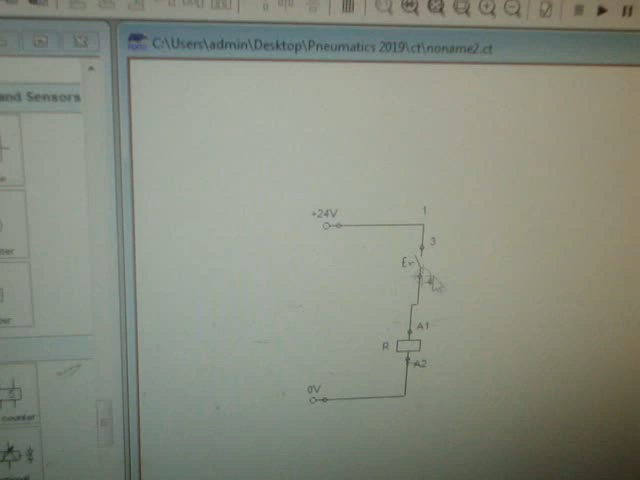 C:\Users\admin\Desktop\Pneumatics 2019\ct\noname2.ct
and Sensors
+24V
1
3
A1
R
A2
0V
counter